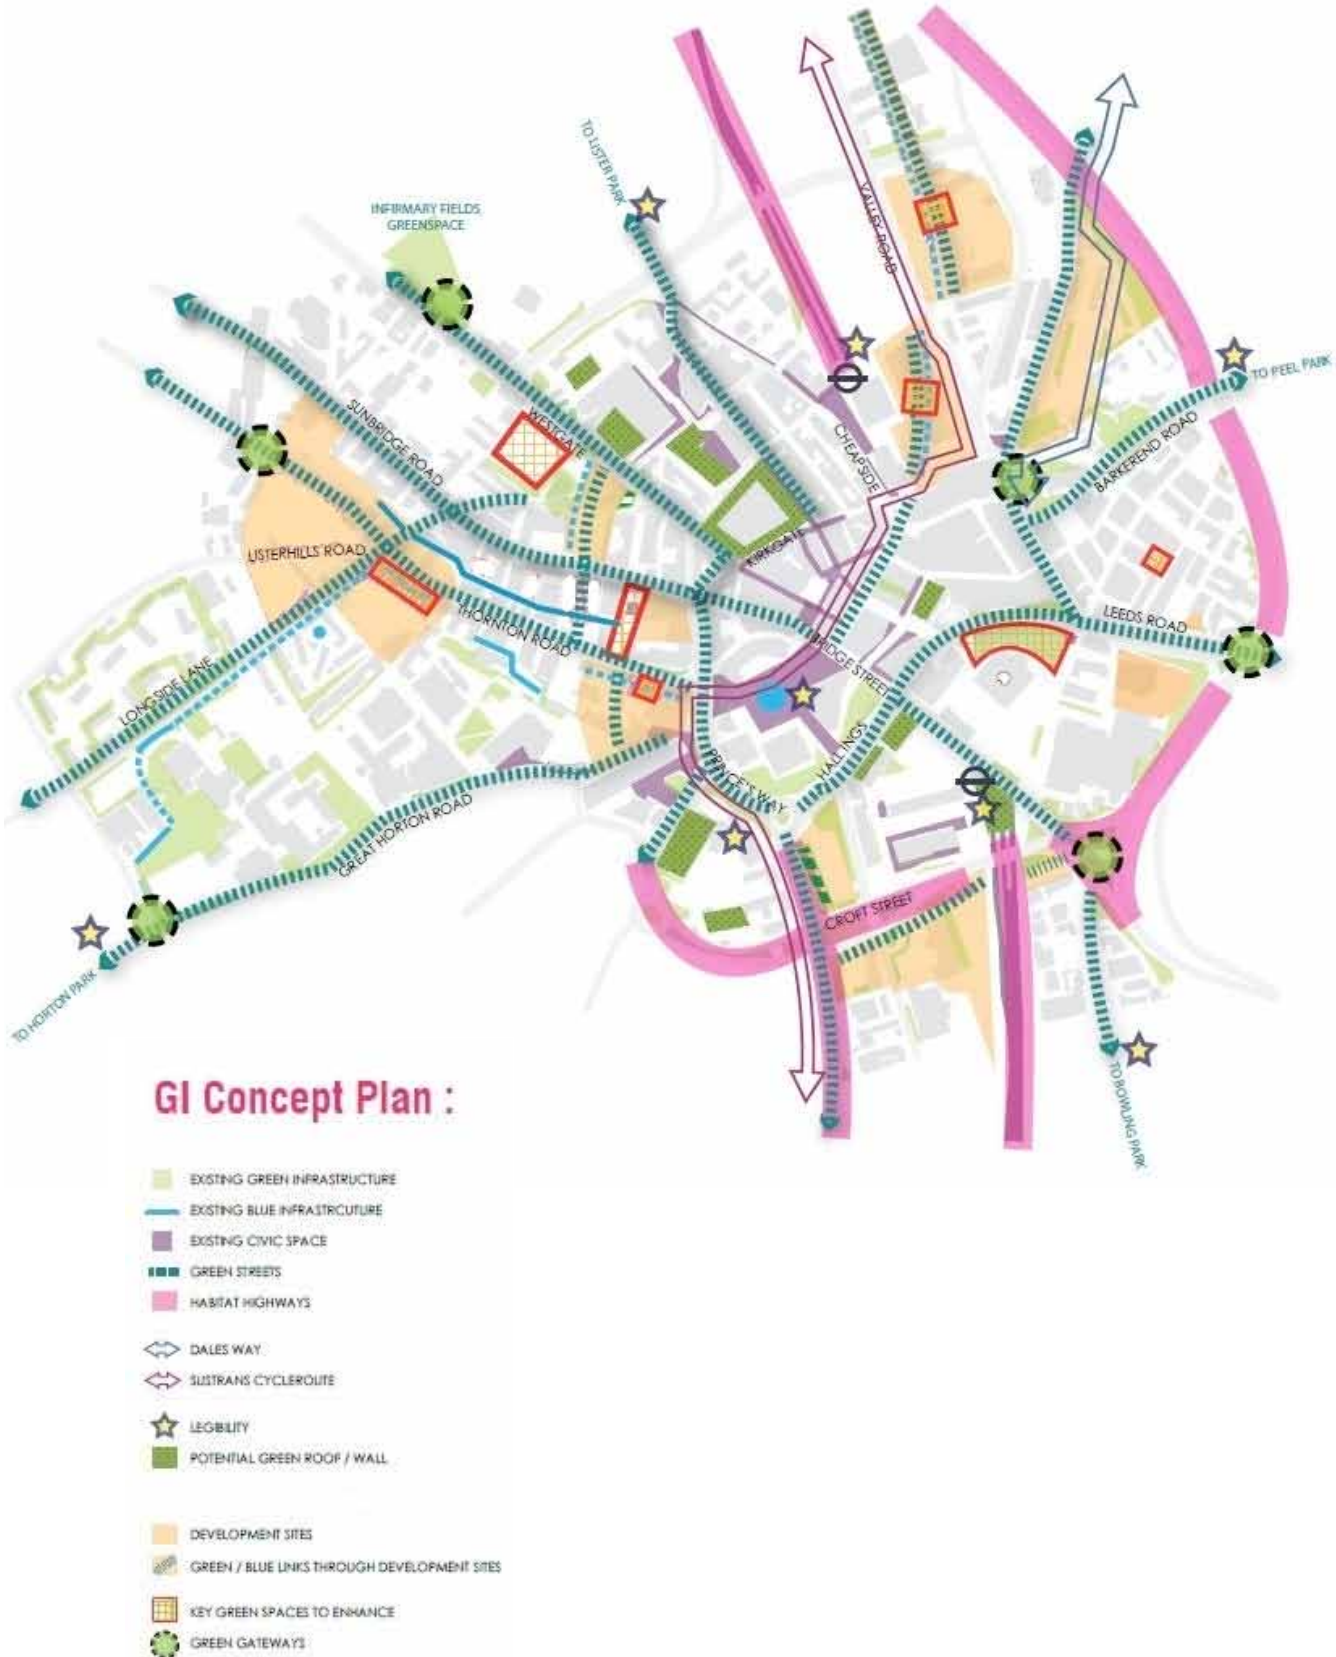 TO LISTER PARK
INFIRMARY FIELDS
GREENSPACE
VALLEY ROAD
TO PEEL PARK
SUNBRIDGE ROAD
WESTGATE
CHEAPSIDE
BARKEREND ROAD
LISTERHILLS ROAD
KIRKGATE
THORNTON ROAD
LEEDS ROAD
BRIDGE STREET
LONGSIDE LANE
HALL INGS
PRINCE'S WAY
GREAT HORTON ROAD
CROFT STREET
TO HORTON PARK
TO BOWLING PARK
GI Concept Plan :
EXISTING GREEN INFRASTRUCTURE
EXISTING BLUE INFRASTRCUTURE
EXISTING CIVIC SPACE
GREEN STREETS
HABITAT HIGHWAYS
DALES WAY
SUSTRANS CYCLEROUTE
LEGIBILITY
POTENTIAL GREEN ROOF / WALL
DEVELOPMENT SITES
GREEN / BLUE LINKS THROUGH DEVELOPMENT SITES
KEY GREEN SPACES TO ENHANCE
GREEN GATEWAYS